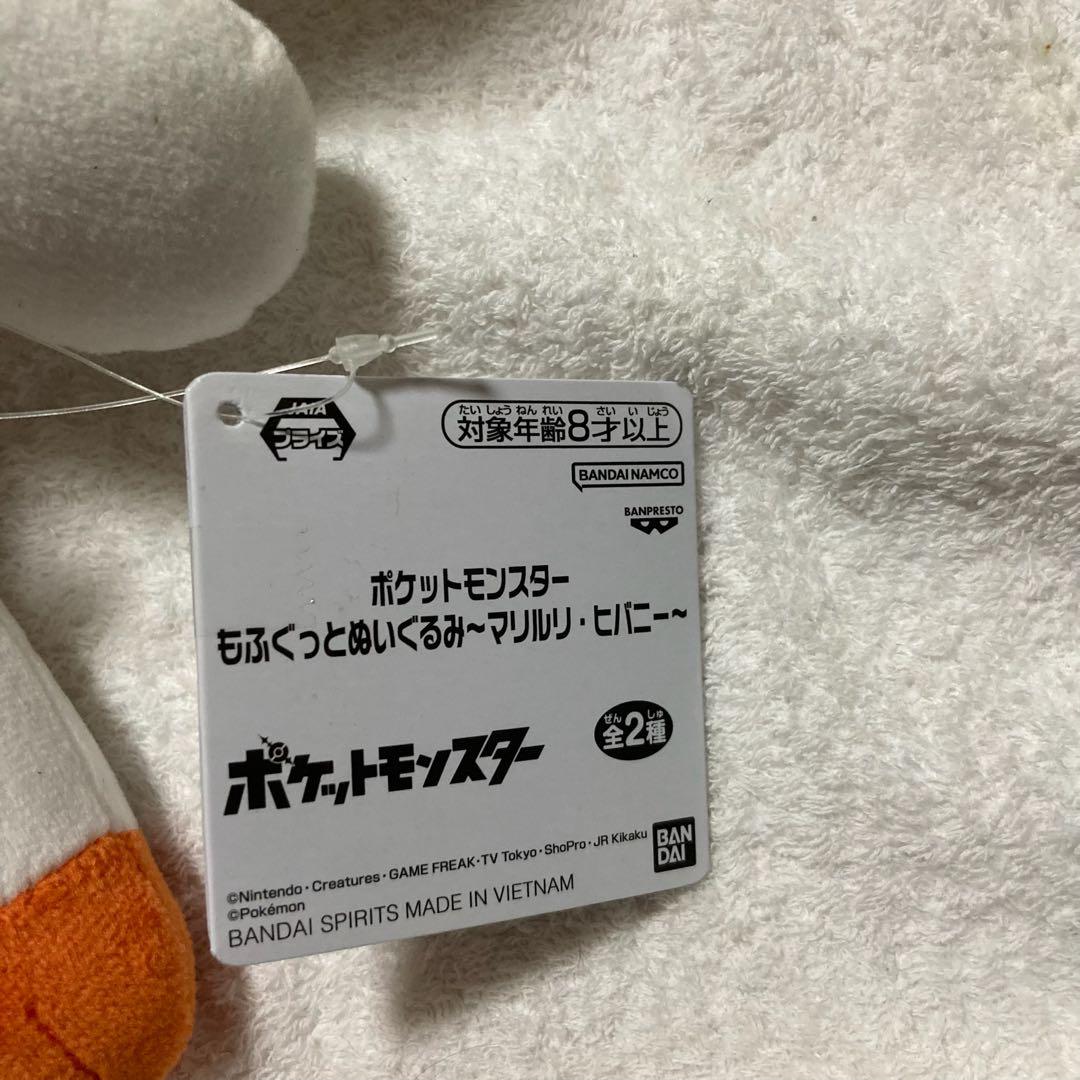 JAIA
プライズ
たいしょうねんれい さい いじょう
対象年齢8才以上
BANDAI NAMCO
BANPRESTO
ポケットモンスター
もふぐっとぬいぐるみ~マリルリ・ヒバニー~
ぜん しゅ
全2種
ポケットモンスター
©Nintendo・Creatures・GAME FREAK・TV Tokyo・ShoPro・JR Kikaku
©Pokémon
BANDAI SPIRITS MADE IN VIETNAM
BAN
DAI